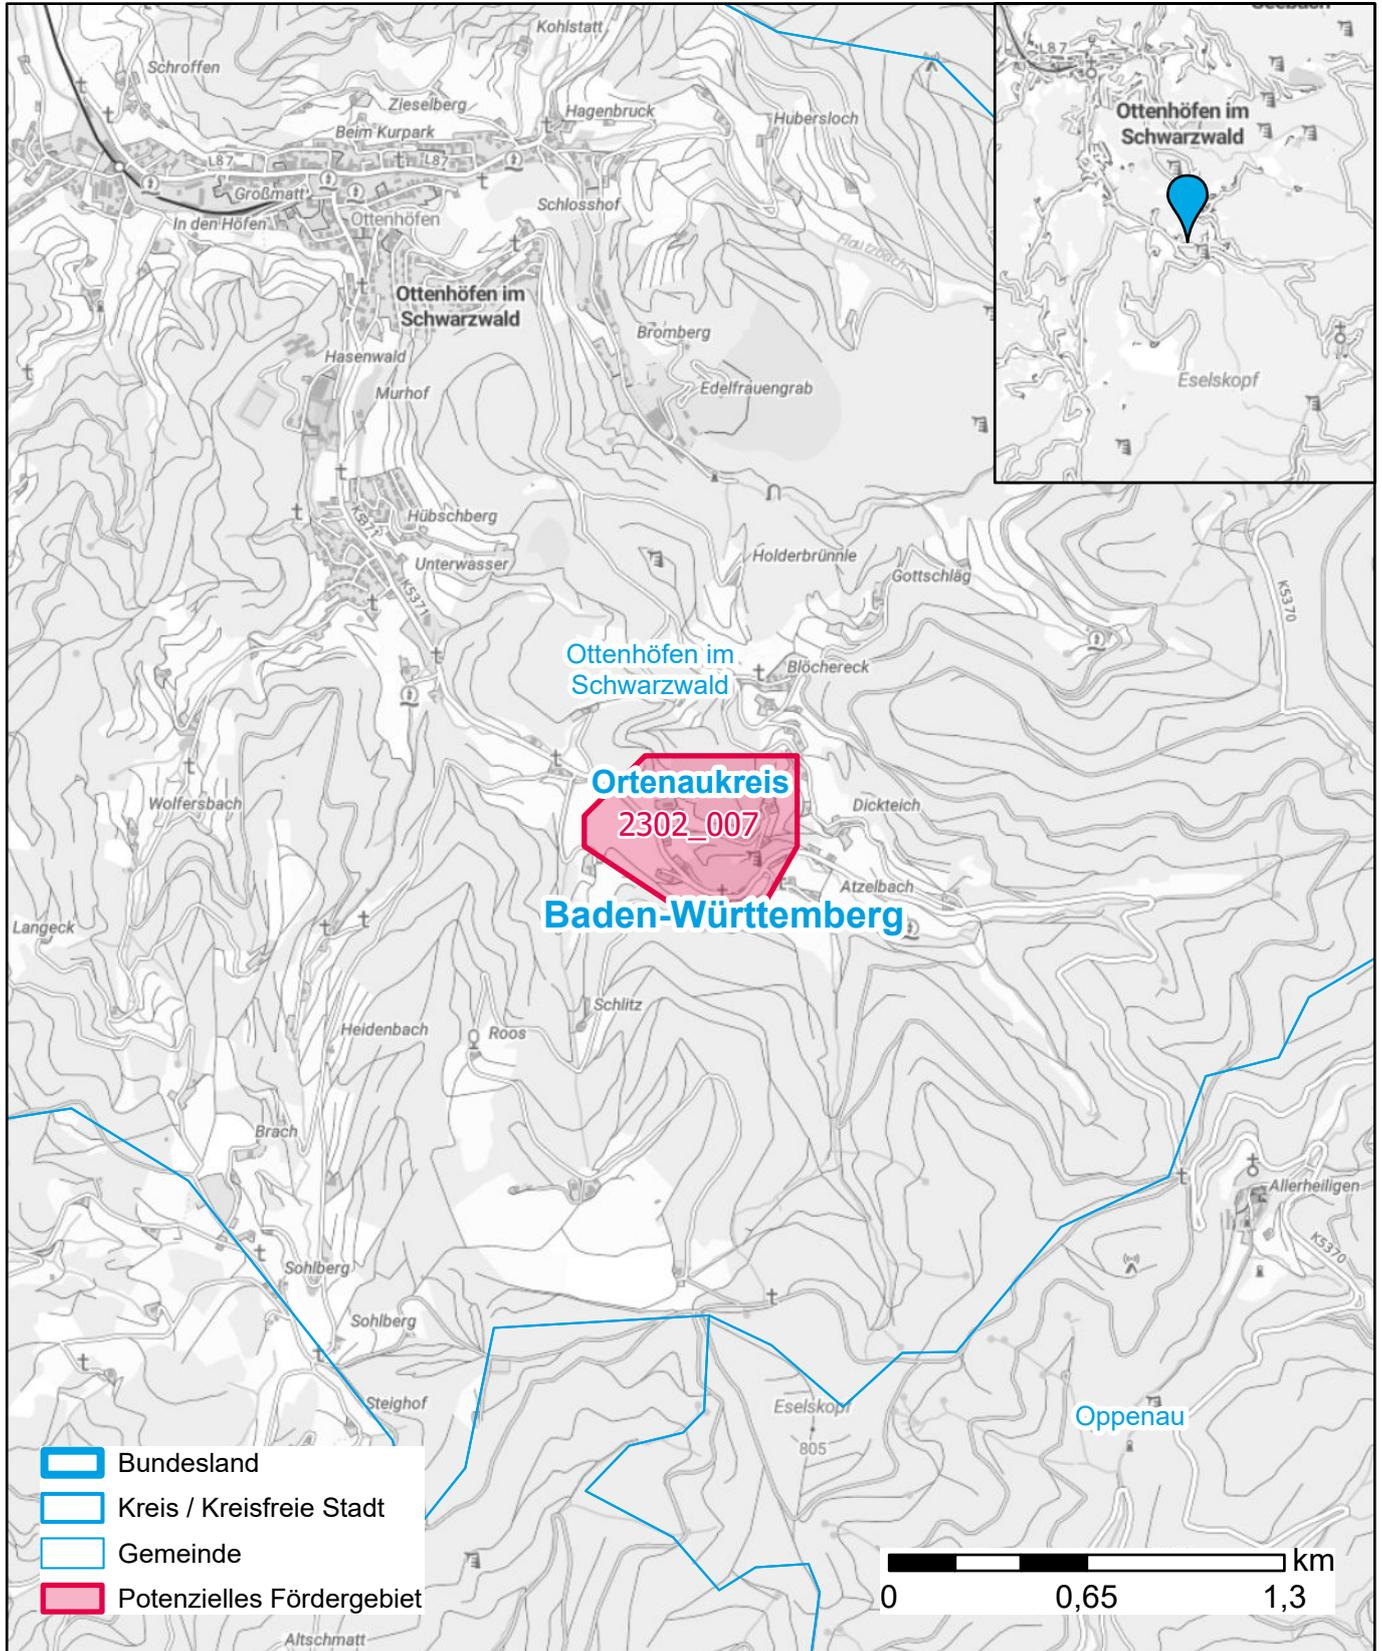 Kohlstatt
Schroffen
Zieselberg
Hagenbruck
Beim Kurpark
Hubersloch
L87
L87
Großmatt
In den Höfen
Ottenhöfen
Schlosshof
Flautzbach
Ottenhöfen im
Schwarzwald
Bromberg
Hasenwald
Murhof
Edelfrauengrab
L87
Ottenhöfen im
Schwarzwald
Eselskopf
K5371
Hübschberg
Unterwasser
K5371
Holderbrünnle
Gottschläg
K5370
Ottenhöfen im
Schwarzwald
Blöchereck
Ortenaukreis
2302_007
Wolfersbach
Dickteich
Atzelbach
Baden-Württemberg
Langeck
Schlitz
Heidenbach
Roos
Brach
Allerheiligen
K5370
Sohlberg
Sohlberg
Steighof
Eselskopf
805
Oppenau
Bundesland
Kreis / Kreisfreie Stadt
Gemeinde
Potenzielles Fördergebiet
Altschmatt
km
0 0,65 1,3